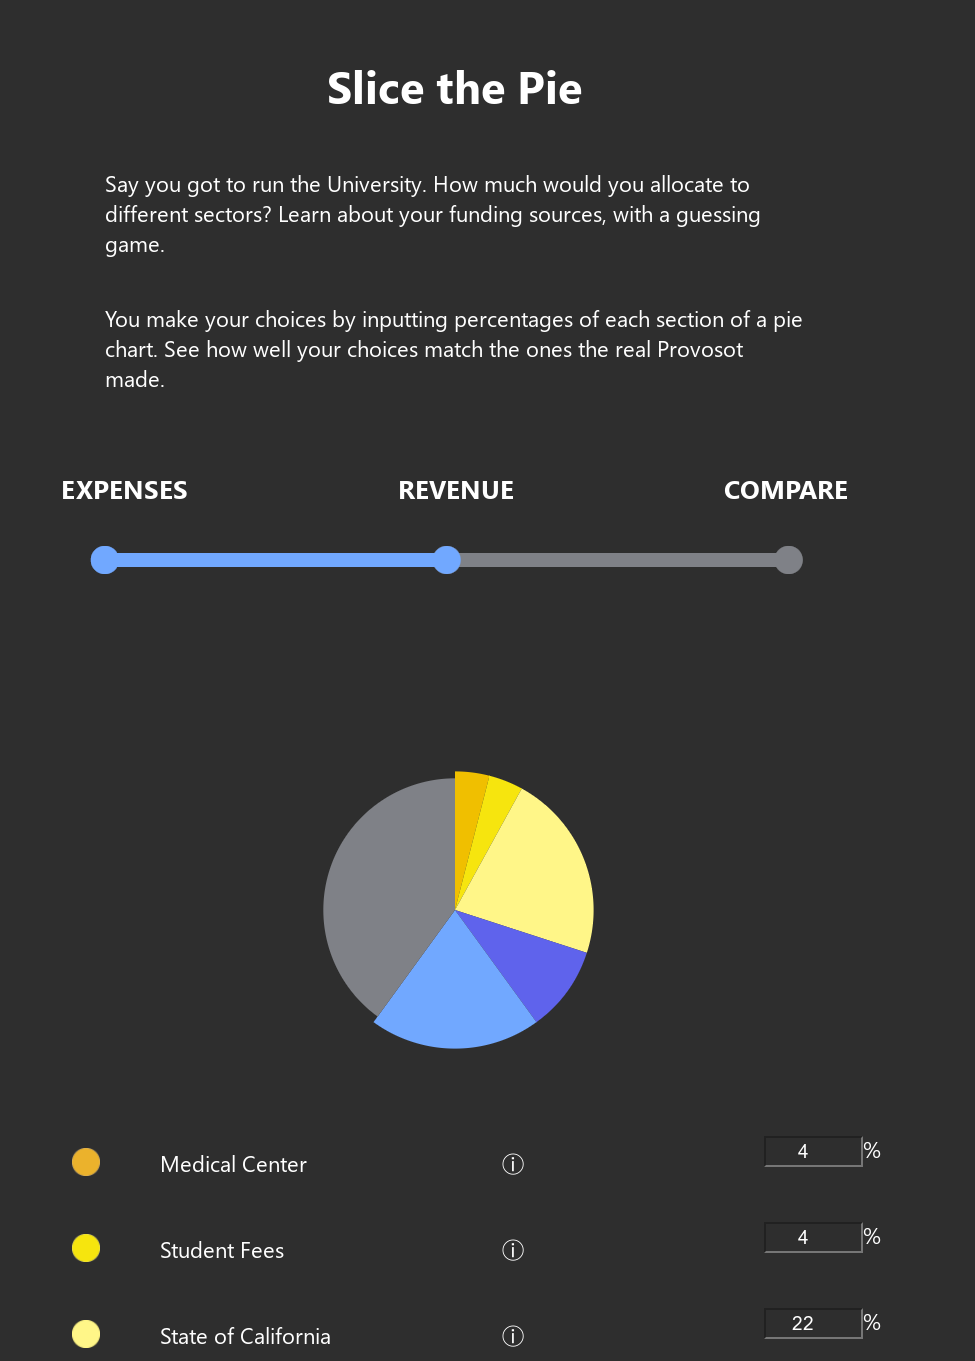 Slice the Pie
Say you got to run the University. How much would you allocate to
different sectors? Learn about your funding sources, with a guessing
game.
You make your choices by inputting percentages of each section of a pie
chart. See how well your choices match the ones the real Provosot
made.
EXPENSES REVENUE COMPARE
Medical Center ⓘ 4 %
Student Fees ⓘ 4 %
State of California ⓘ 22 %